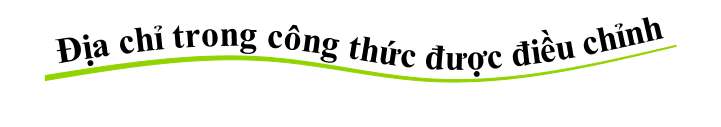 Địa chỉ trong công thức được điều chỉnh